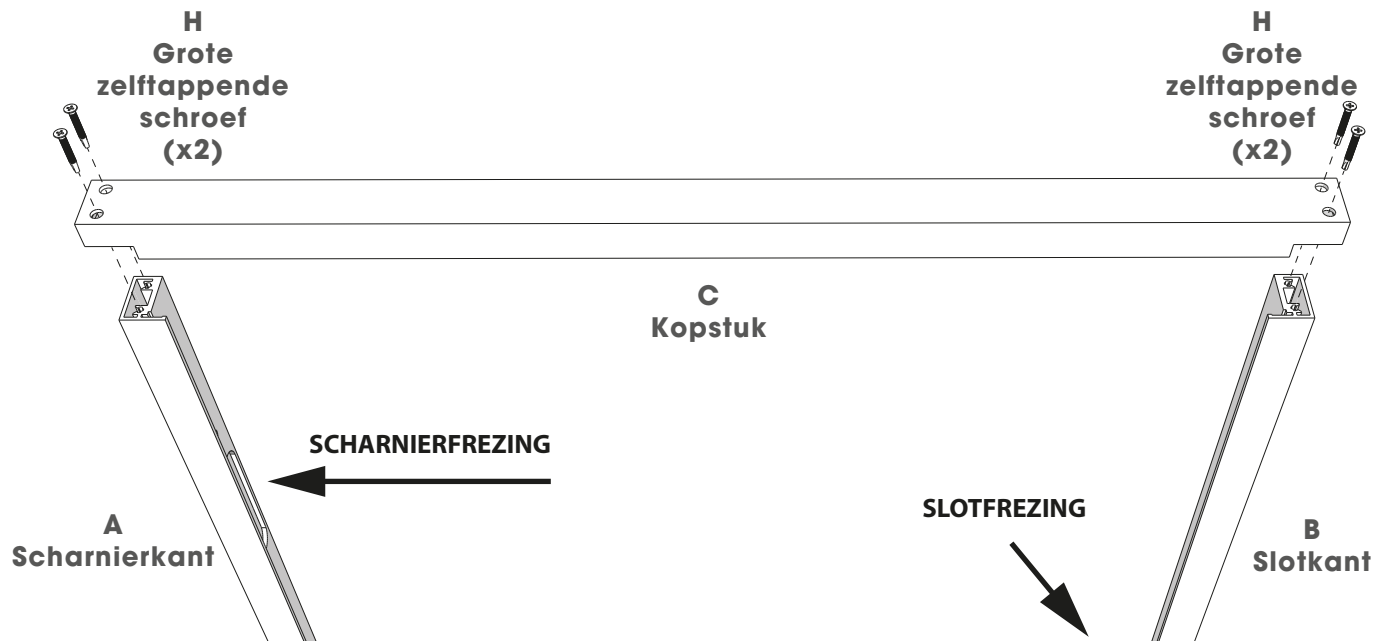 H
Grote
zelftappende
schroef
(x2)
H
Grote
zelftappende
schroef
(x2)
C
Kopstuk
SCHARNIERFREZING
SLOTFREZING
A
Scharnierkant
B
Slotkant